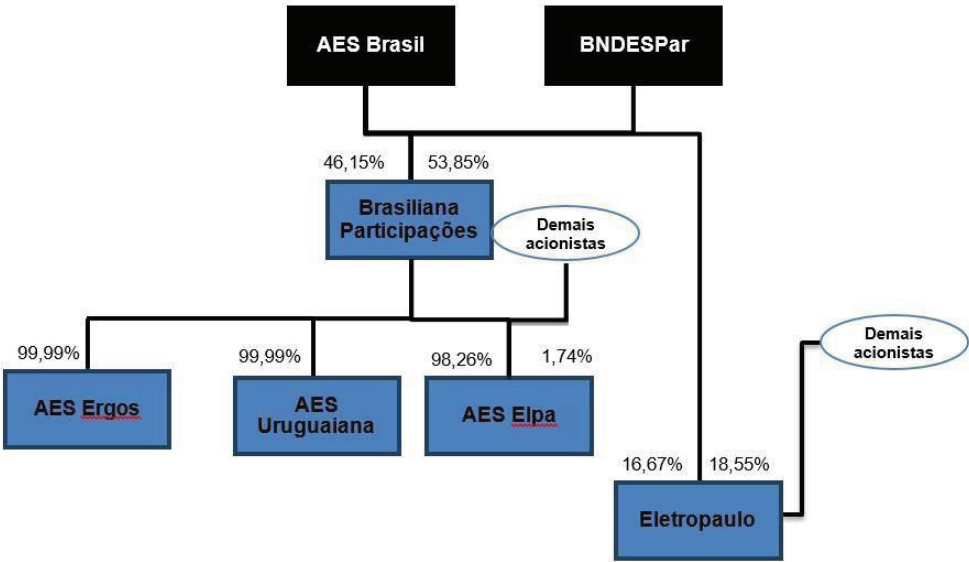 AES Brasil
BNDESPar
46,15%
53,85%
Brasiliana
Participações
Demais
acionistas
99,99%
99,99%
98,26%
1,74%
AES Ergos
AES
Uruguaiana
AES Elpa
Demais
acionistas
16,67%
18,55%
Eletropaulo